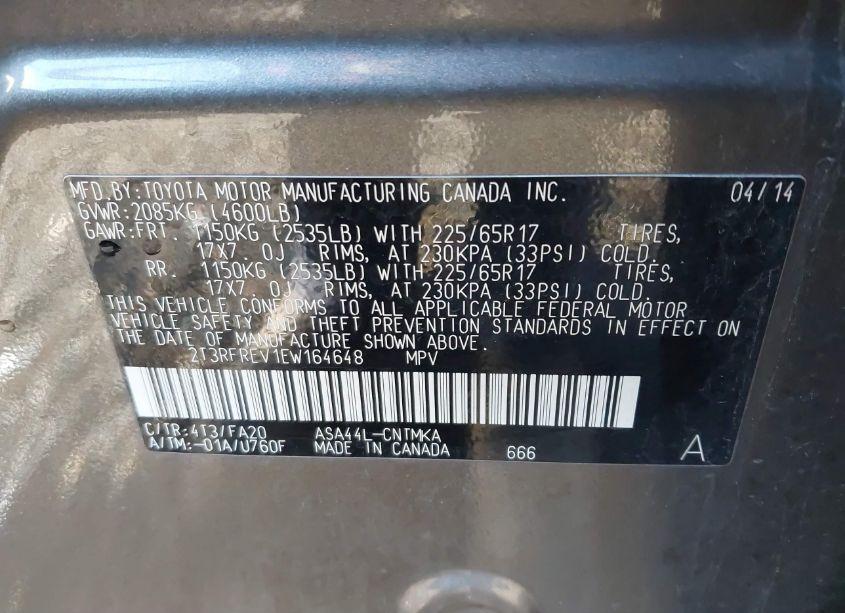 MFD.BY:TOYOTA MOTOR MANUFACTURING CANADA INC. 04/14
GVWR:2085KG (4600LB)
GAWR:FRT. 1150KG (2535LB) WITH 225/65R17 TIRES,
17X7. 0J RIMS, AT 230KPA (33PSI) COLD.
RR. 1150KG (2535LB) WITH 225/65R17 TIRES,
17X7. 0J RIMS, AT 230KPA (33PSI) COLD.
THIS VEHICLE CONFORMS TO ALL APPLICABLE FEDERAL MOTOR
VEHICLE SAFETY AND THEFT PREVENTION STANDARDS IN EFFECT ON
THE DATE OF MANUFACTURE SHOWN ABOVE.
2T3RFREV1EW164648 MPV
C/TR:4T3/FA20 ASA44L-CNTMKA
A/TM:-01A/U760F MADE IN CANADA 666 A